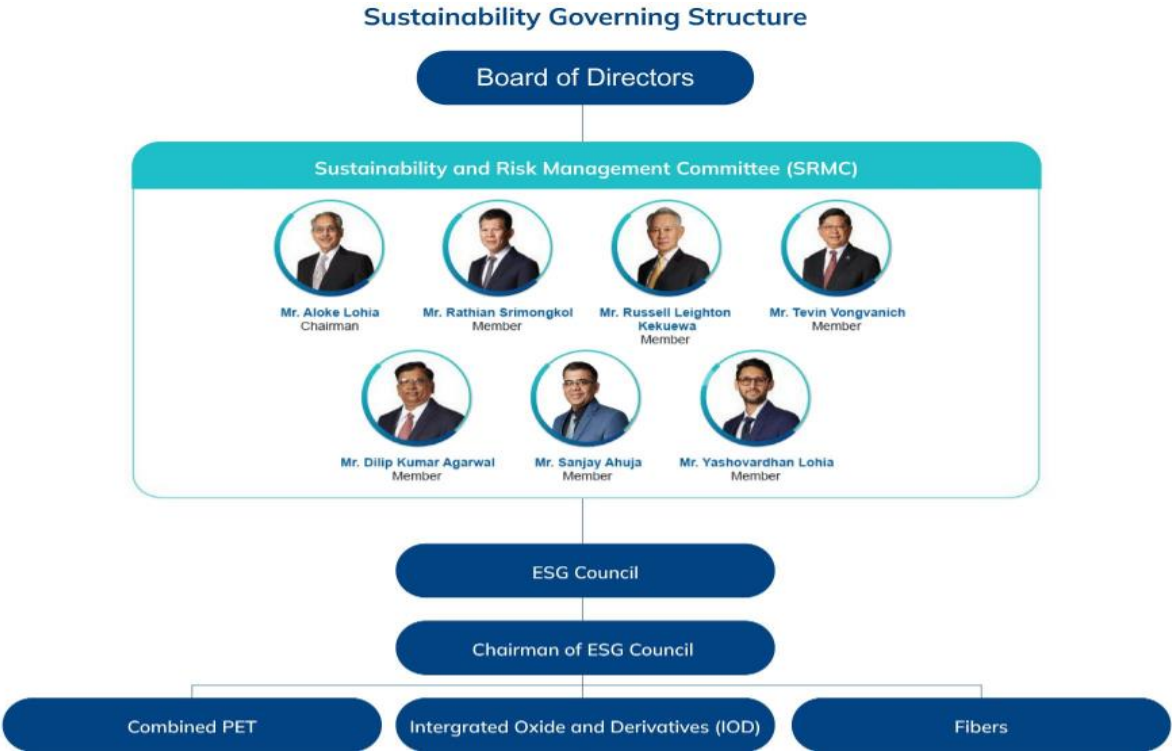 Sustainability Governing Structure
Board of Directors
Sustainability and Risk Management Committee (SRMC)
Mr. Aloke Lohia
Chairman
Mr. Rathian Srimongkol
Member
Mr. Russell Leighton
Kekuewa
Member
Mr. Tevin Vongvanich
Member
Mr. Dilip Kumar Agarwal
Member
Mr. Sanjay Ahuja
Member
Mr. Yashovardhan Lohia
Member
ESG Council
Chairman of ESG Council
Combined PET
Intergrated Oxide and Derivatives (IOD)
Fibers